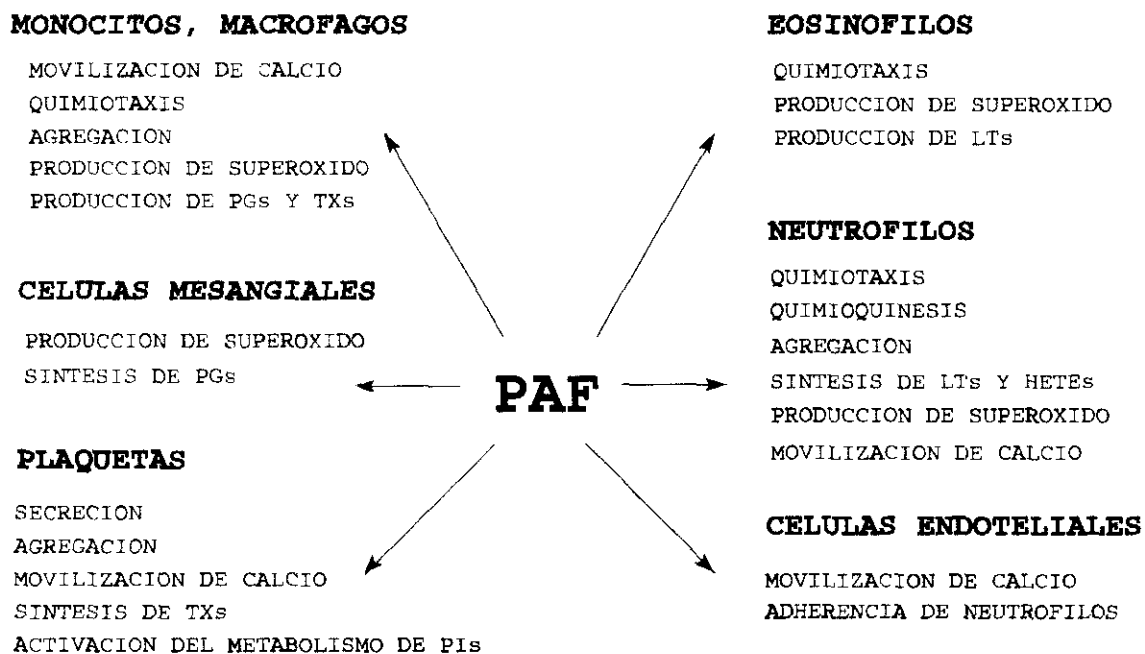 MONOCITOS, MACROFAGOS
MOVILIZACION DE CALCIO
QUIMIOTAXIS
AGREGACION
PRODUCCION DE SUPEROXIDO
PRODUCCION DE PGs Y TXs
CELULAS MESANGIALES
PRODUCCION DE SUPEROXIDO
SINTESIS DE PGs
PLAQUETAS
SECRECION
AGREGACION
MOVILIZACION DE CALCIO
SINTESIS DE TXs
ACTIVACION DEL METABOLISMO DE PIs
PAF
EOSINOFILOS
QUIMIOTAXIS
PRODUCCION DE SUPEROXIDO
PRODUCCION DE LTs
NEUTROFILOS
QUIMIOTAXIS
QUIMIOQUINESIS
AGREGACION
SINTESIS DE LTs Y HETEs
PRODUCCION DE SUPEROXIDO
MOVILIZACION DE CALCIO
CELULAS ENDOTELIALES
MOVILIZACION DE CALCIO
ADHERENCIA DE NEUTROFILOS